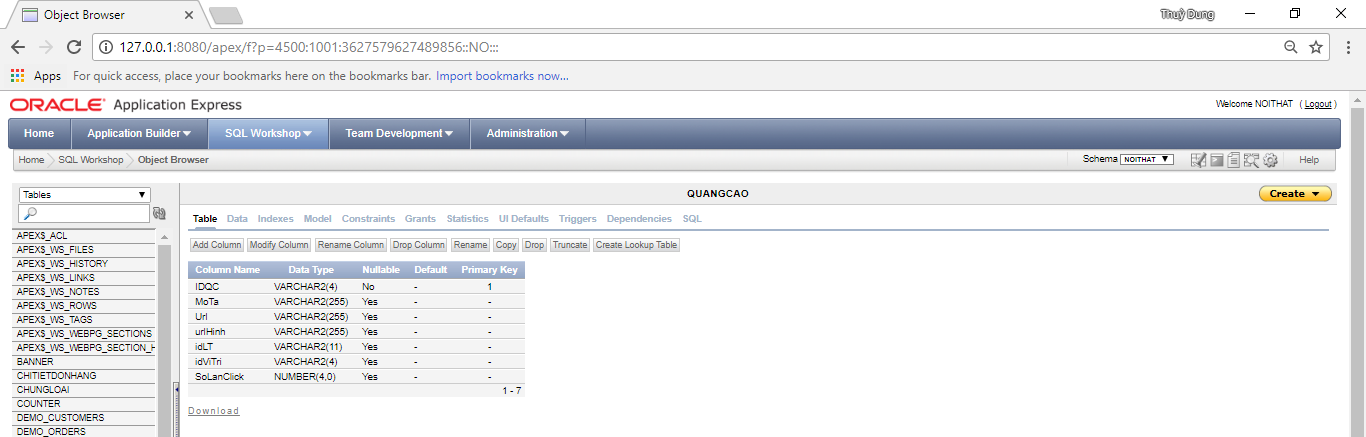 Object Browser
Thuỳ Dung
127.0.0.1:8080/apex/f?p=4500:1001:3627579627489856::NO:::
Apps For quick access, place your bookmarks here on the bookmarks bar. Import bookmarks now...
ORACLE Application Express
Welcome NOITHAT ( Logout )
Home Application Builder SQL Workshop Team Development Administration
Home SQL Workshop Object Browser
Schema NOITHAT Help
Tables
QUANGCAO
Create
Table Data Indexes Model Constraints Grants Statistics UI Defaults Triggers Dependencies SQL
Add Column Modify Column Rename Column Drop Column Rename Copy Drop Truncate Create Lookup Table
APEX$_ACL
APEX$_WS_FILES
APEX$_WS_HISTORY
APEX$_WS_LINKS
APEX$_WS_NOTES
APEX$_WS_ROWS
APEX$_WS_TAGS
APEX$_WS_WEBPG_SECTIONS
APEX$_WS_WEBPG_SECTION_H
BANNER
CHITIETDONHANG
CHUNGLOAI
COUNTER
DEMO_CUSTOMERS
DEMO_ORDERS
Column Name Data Type Nullable Default Primary Key
IDQC VARCHAR2(4) No - 1
MoTa VARCHAR2(255) Yes - -
Url VARCHAR2(255) Yes - -
urlHinh VARCHAR2(255) Yes - -
idLT VARCHAR2(11) Yes - -
idViTri VARCHAR2(4) Yes - -
SoLanClick NUMBER(4,0) Yes - -
1 - 7
Download